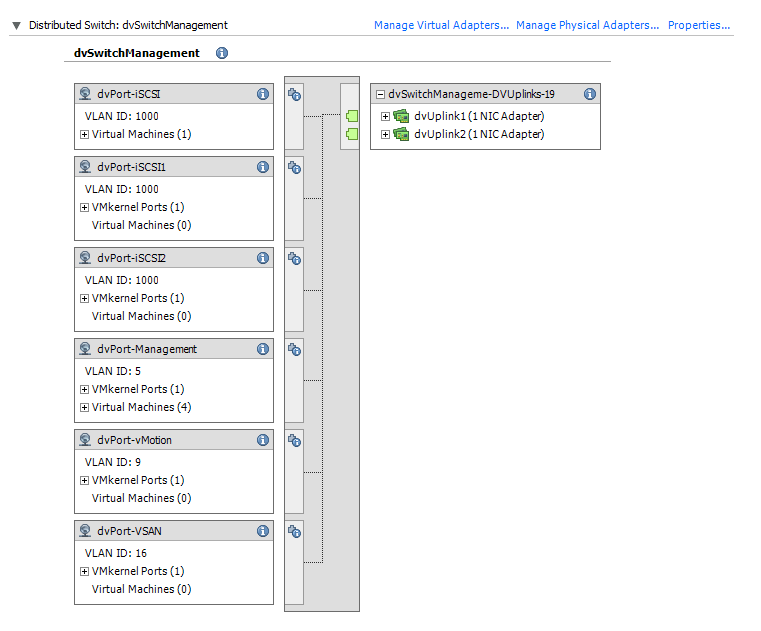 Distributed Switch: dvSwitchManagement
Manage Virtual Adapters... Manage Physical Adapters... Properties...
dvSwitchManagement
dvPort-iSCSI
VLAN ID: 1000
Virtual Machines (1)
dvPort-iSCSI1
VLAN ID: 1000
VMkernel Ports (1)
Virtual Machines (0)
dvPort-iSCSI2
VLAN ID: 1000
VMkernel Ports (1)
Virtual Machines (0)
dvPort-Management
VLAN ID: 5
VMkernel Ports (1)
Virtual Machines (4)
dvPort-vMotion
VLAN ID: 9
VMkernel Ports (1)
Virtual Machines (0)
dvPort-VSAN
VLAN ID: 16
VMkernel Ports (1)
Virtual Machines (0)
dvSwitchManageme-DVUplinks-19
dvUplink1 (1 NIC Adapter)
dvUplink2 (1 NIC Adapter)